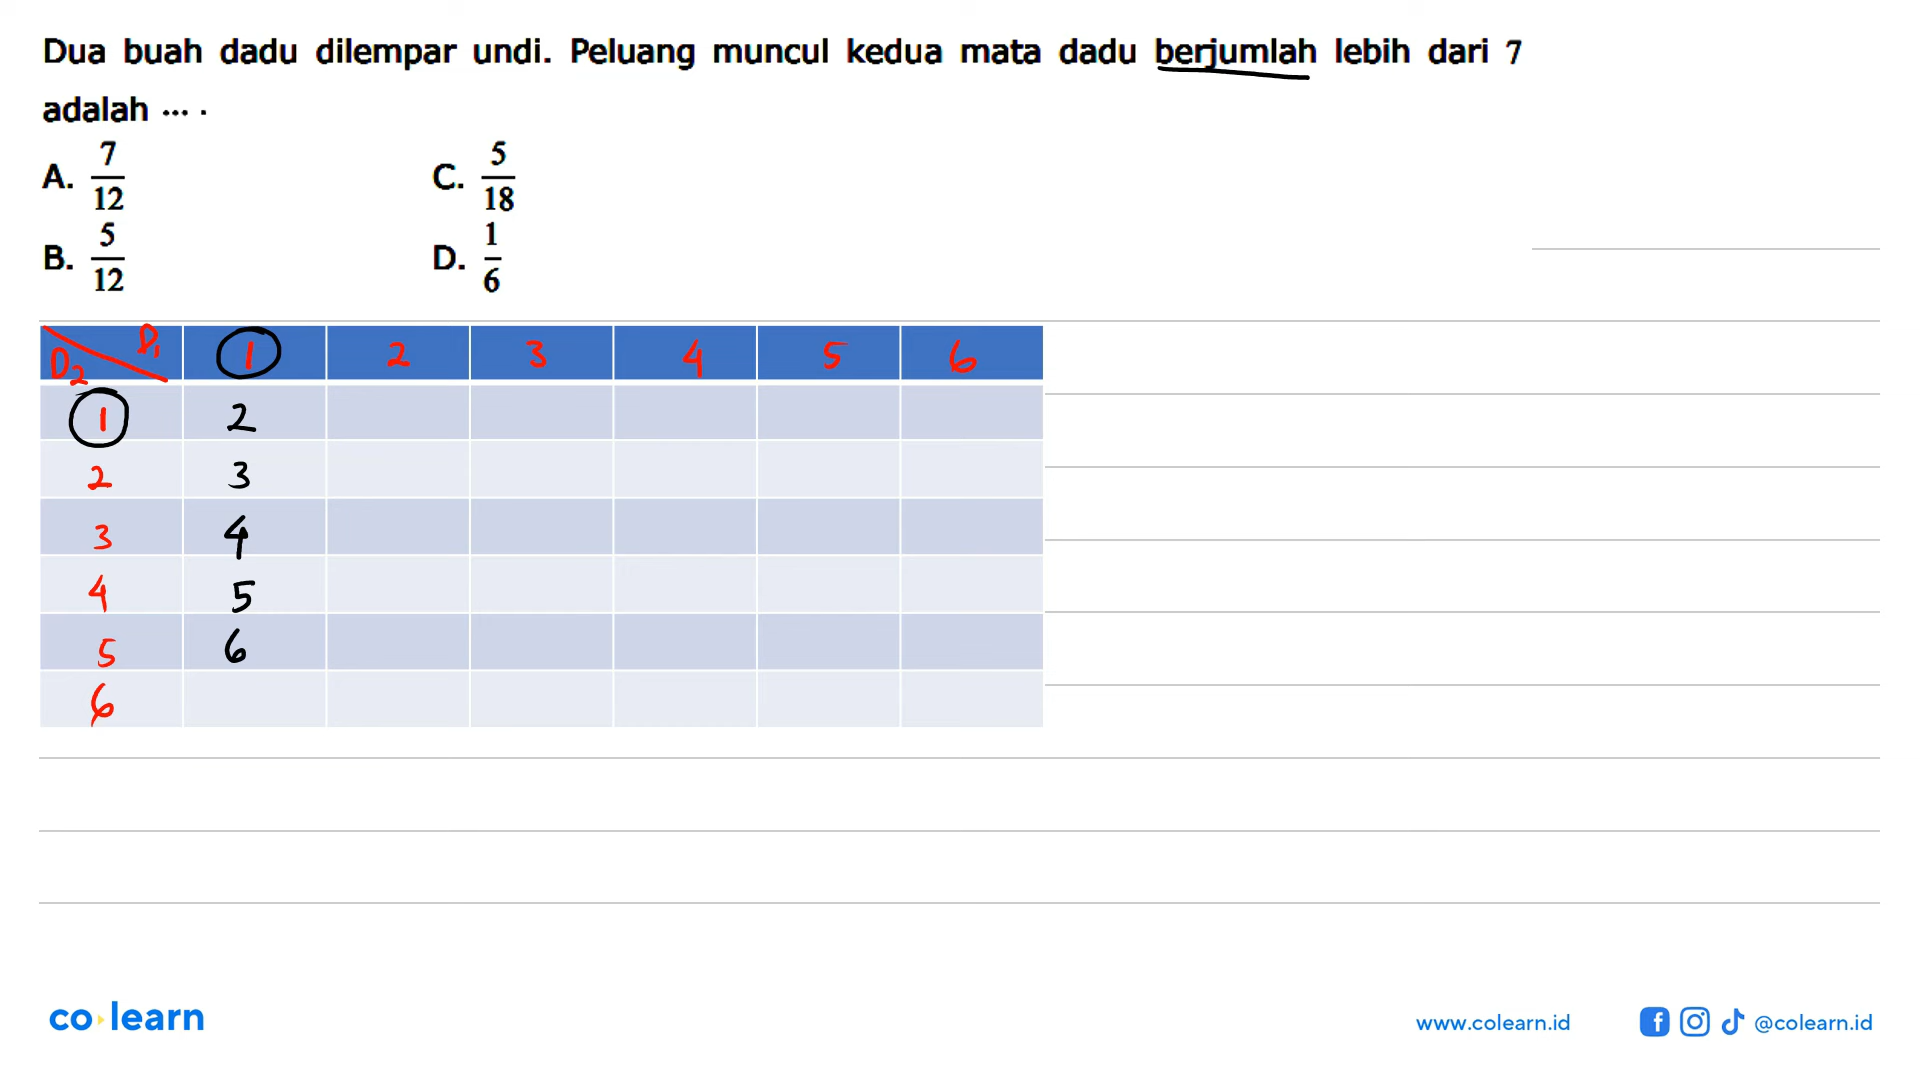 Dua buah dadu dilempar undi. Peluang muncul kedua mata dadu berjumlah lebih dari 7
adalah ... .
A. 7/12 C. 5/18
B. 5/12 D. 1/6
D2 D1 1 2 3 4 5 6
1 2
2 3
3 4
4 5
5 6
6
co learn
www.colearn.id @colearn.id